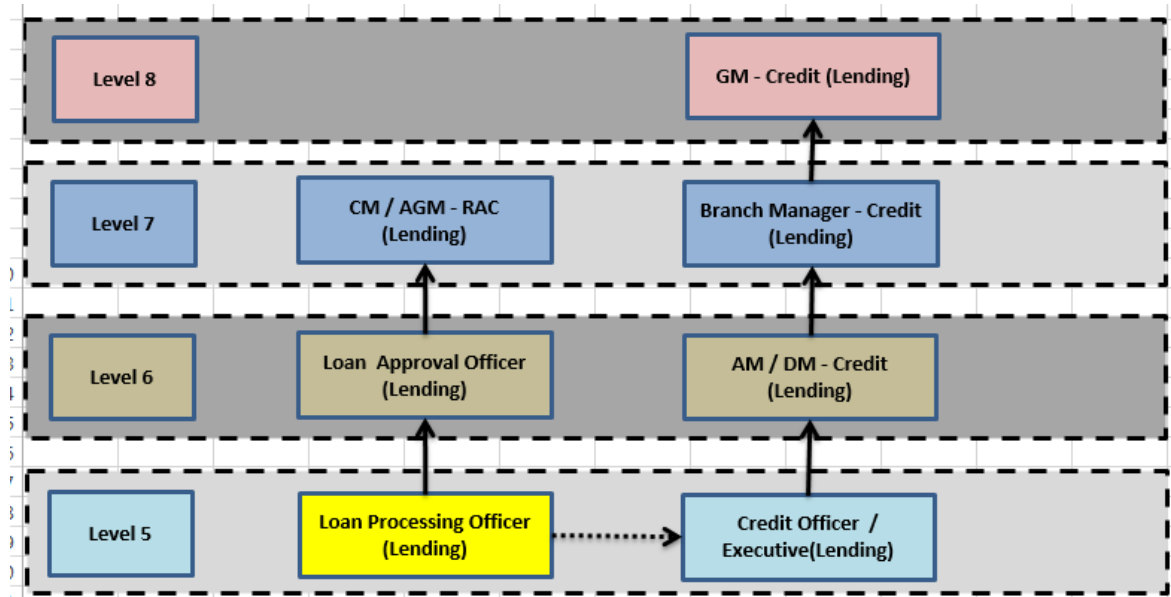 Level 8
GM - Credit (Lending)
Level 7
CM / AGM - RAC
(Lending)
Branch Manager - Credit
(Lending)
Level 6
Loan Approval Officer
(Lending)
AM / DM - Credit
(Lending)
Level 5
Loan Processing Officer
(Lending)
Credit Officer /
Executive(Lending)